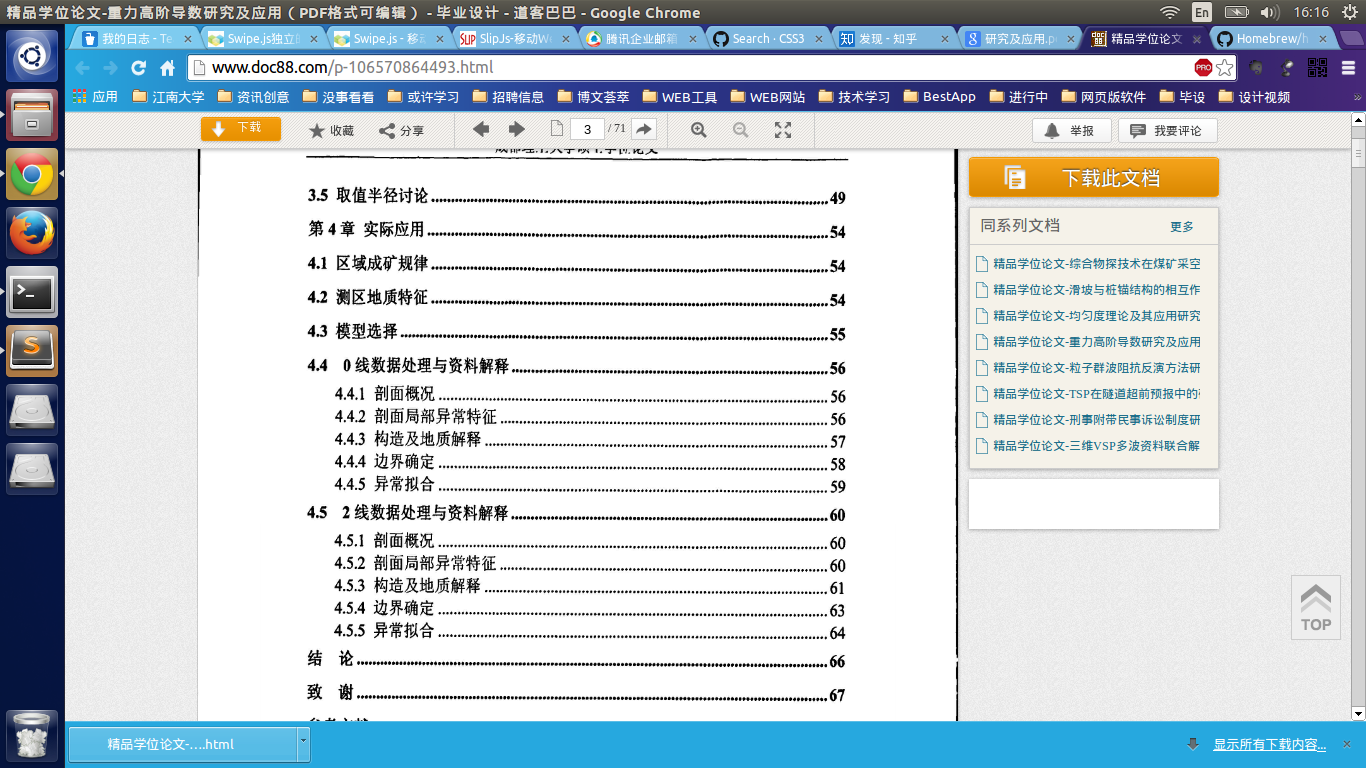 精品学位论文-重力高阶导数研究及应用（PDF格式可编辑） - 毕业设计 - 道客巴巴 - Google Chrome
En
16:16
我的日志 - Te
Swipe.js独立的
Swipe.js - 移动
SlipJs-移动We
腾讯企业邮箱
Search · CSS3
发现 - 知乎
研究及应用.p
精品学位论文
Homebrew/h
www.doc88.com/p-106570864493.html
PRO
应用
江南大学
资讯创意
没事看看
或许学习
招聘信息
博文荟萃
WEB工具
WEB网站
技术学习
BestApp
进行中
网页版软件
毕设
设计视频
»
下载
收藏
分享
3
/ 71
举报
我要评论
3.5 取值半径讨论 49
第 4 章 实际应用 54
4.1 区域成矿规律 54
4.2 测区地质特征 54
4.3 模型选择 55
4.4 0 线数据处理与资料解释 56
4.4.1 剖面概况 56
4.4.2 剖面局部异常特征 56
4.4.3 构造及地质解释 57
4.4.4 边界确定 58
4.4.5 异常拟合 59
4.5 2 线数据处理与资料解释 60
4.5.1 剖面概况 60
4.5.2 剖面局部异常特征 60
4.5.3 构造及地质解释 61
4.5.4 边界确定 63
4.5.5 异常拟合 64
结 论 66
致 谢 67
下载此文档
同系列文档
更多
精品学位论文-综合物探技术在煤矿采空
精品学位论文-滑坡与桩锚结构的相互作
精品学位论文-均匀度理论及其应用研究
精品学位论文-重力高阶导数研究及应用
精品学位论文-粒子群波阻抗反演方法研
精品学位论文-TSP在隧道超前预报中的
精品学位论文-刑事附带民事诉讼制度研
精品学位论文-三维VSP多波资料联合解
TOP
精品学位论文-....html
显示所有下载内容...